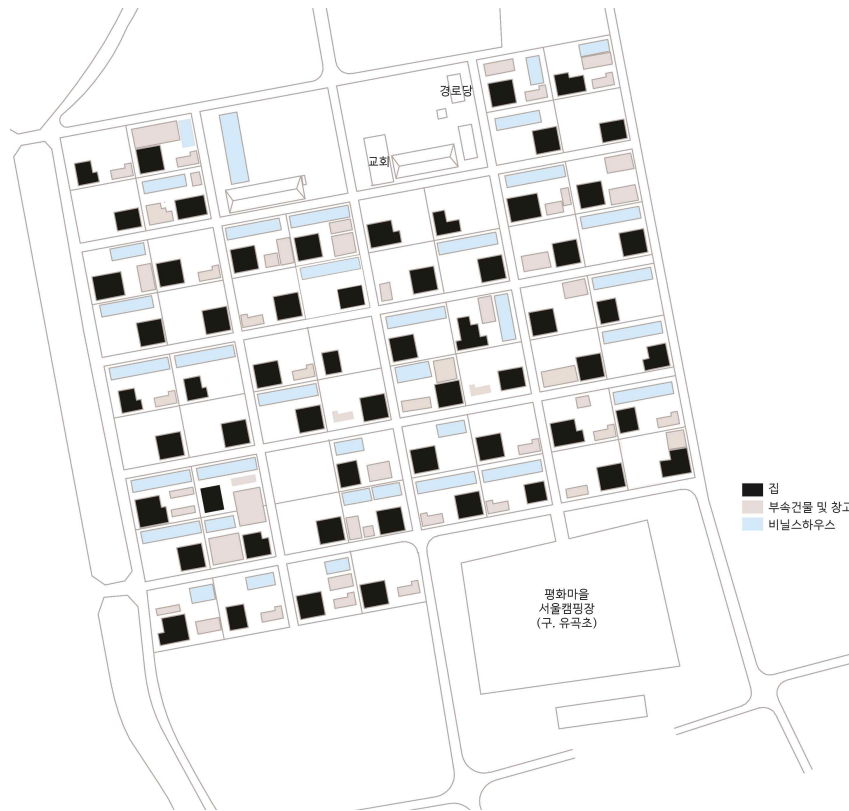 경로당
교회
집
부속건물 및 창고
비닐스하우스
평화마을
서울캠핑장
(구. 유곡초)